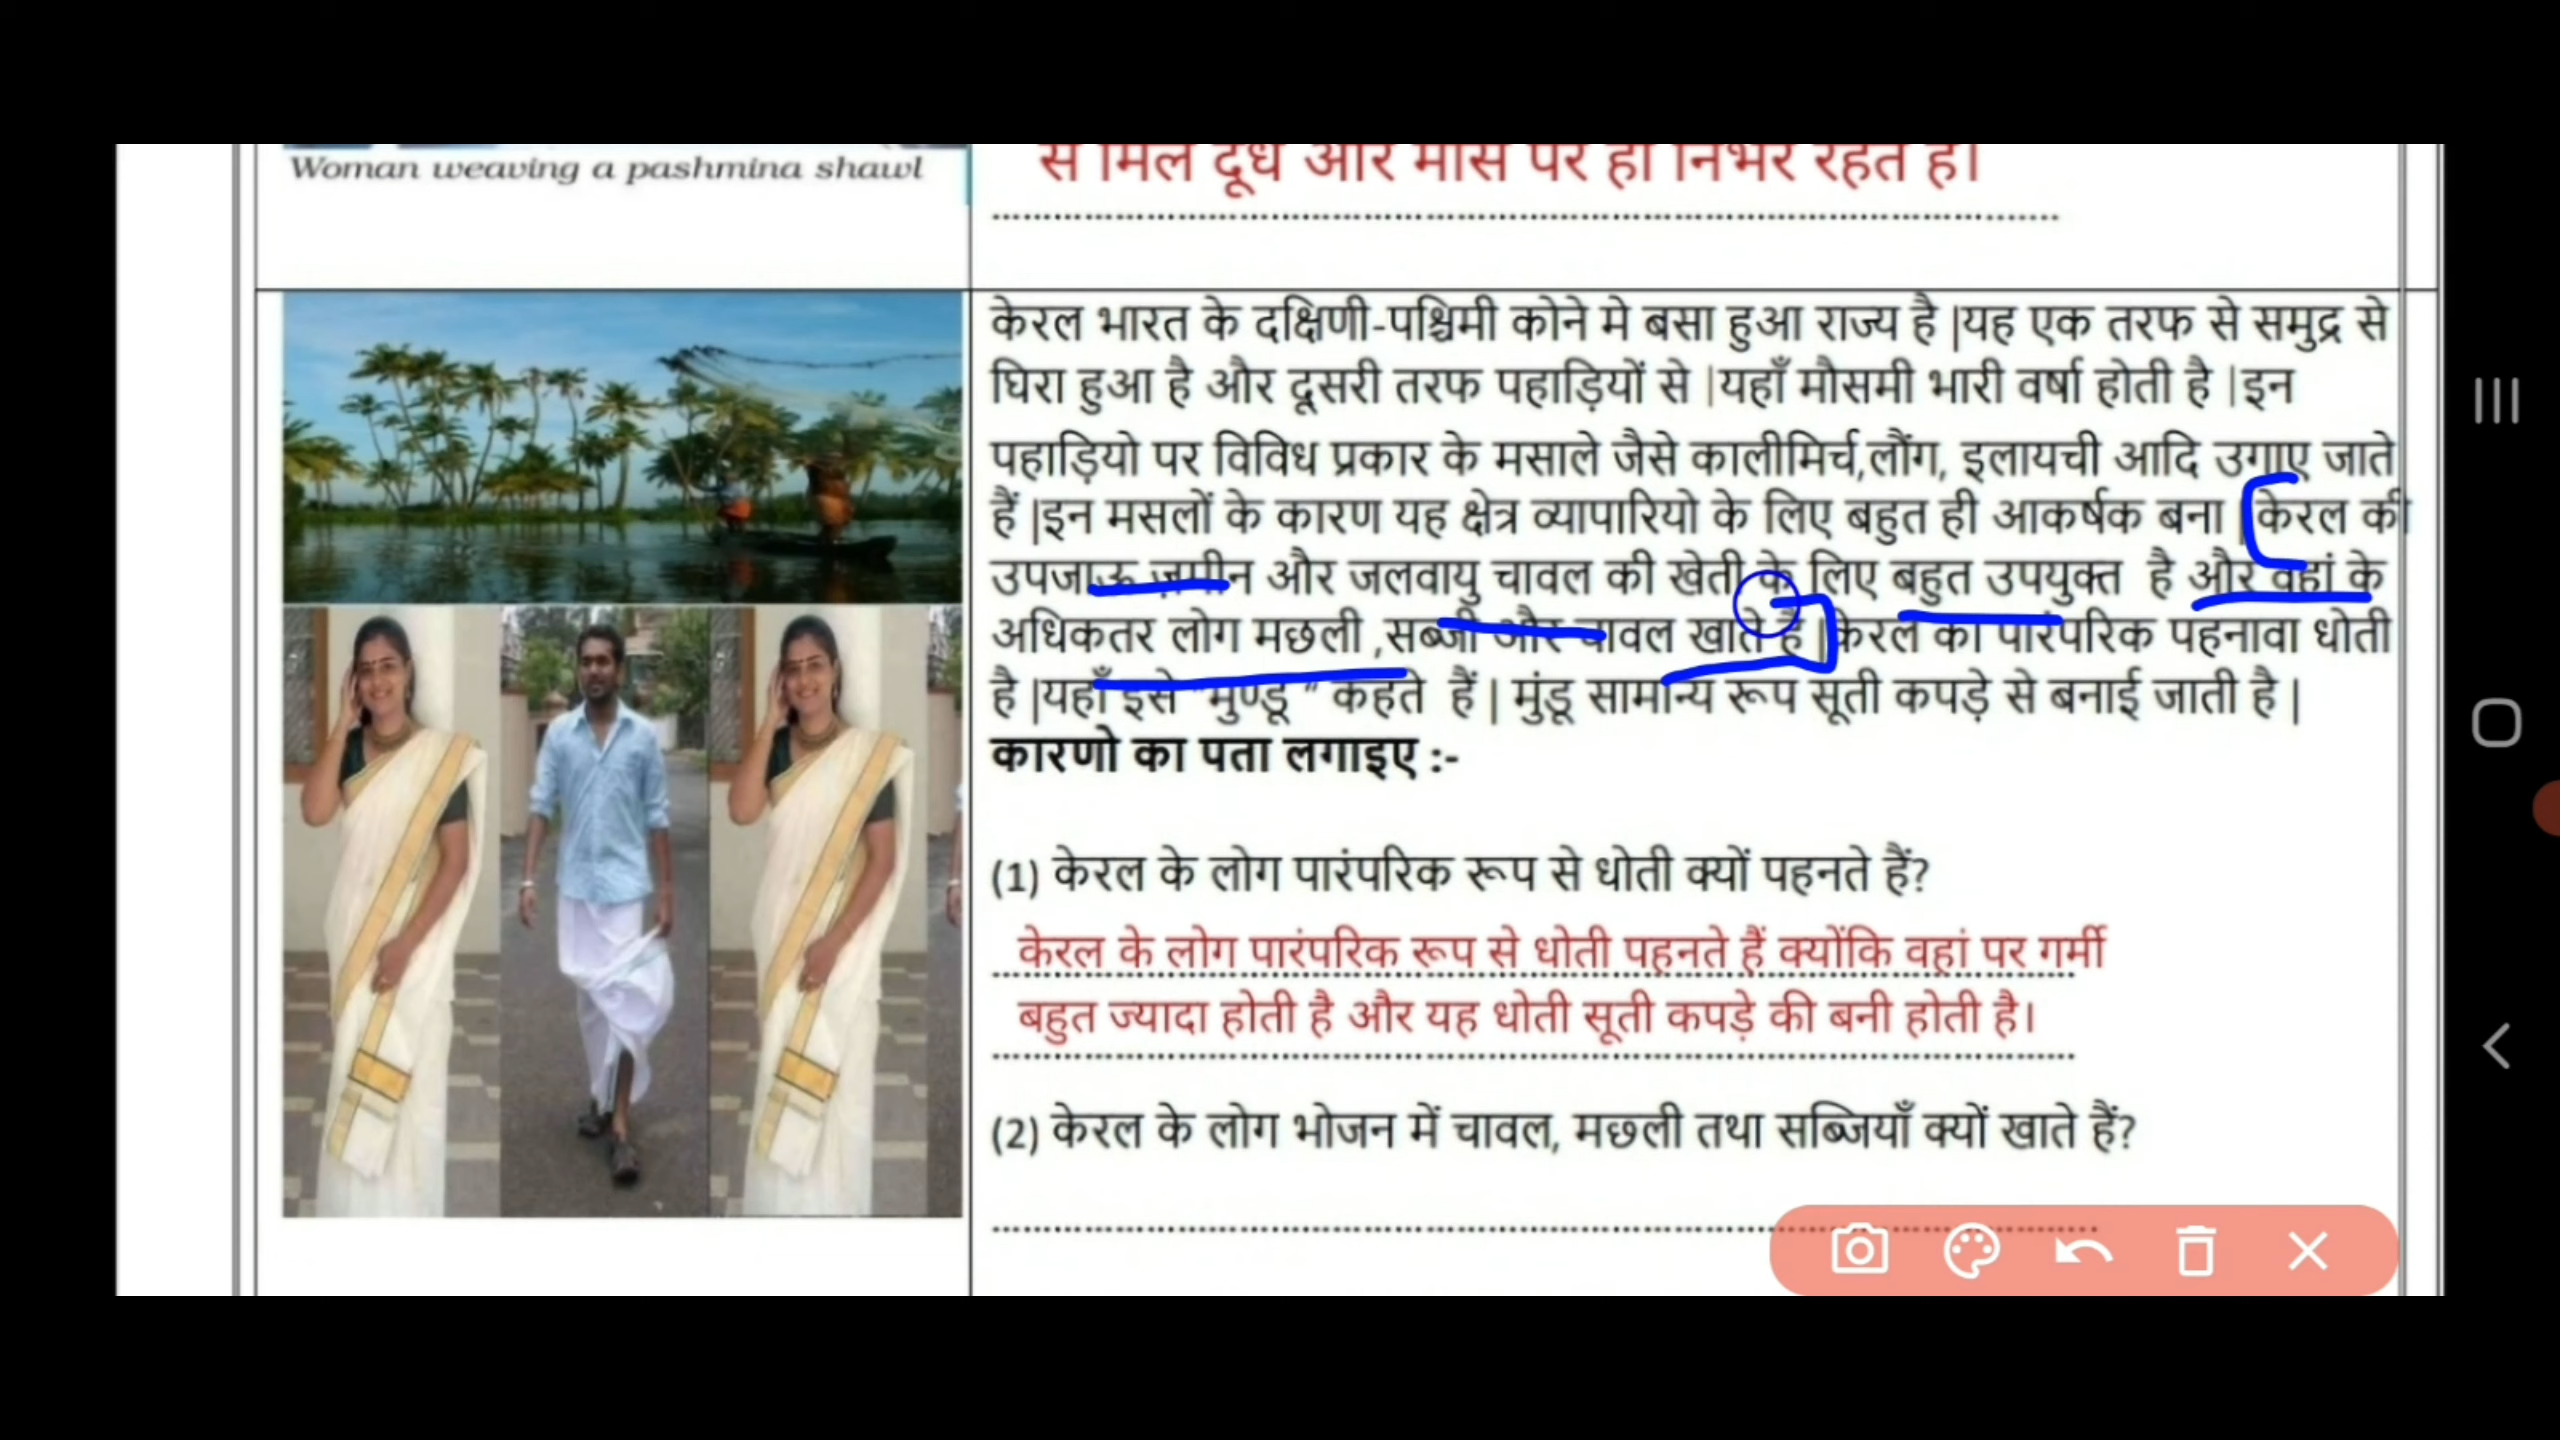 Woman weaving a pashmina shawl
से मिले दूध और मांस पर ही निर्भर रहते हैं।
केरल भारत के दक्षिणी-पश्चिमी कोने मे बसा हुआ राज्य है |यह एक तरफ से समुद्र से
घिरा हुआ है और दूसरी तरफ पहाड़ियों से |यहाँ मौसमी भारी वर्षा होती है |इन
पहाड़ियो पर विविध प्रकार के मसाले जैसे कालीमिर्च,लौंग, इलायची आदि उगाए जाते
हैं |इन मसलों के कारण यह क्षेत्र व्यापारियो के लिए बहुत ही आकर्षक बना |केरल की
उपजाऊ ज़मीन और जलवायु चावल की खेती के लिए बहुत उपयुक्त है और वहां के
अधिकतर लोग मछली ,सब्जी और चावल खाते है |केरल का पारंपरिक पहनावा धोती
है |यहाँ इसे "मुण्डू " कहते हैं | मुंडू सामान्य रूप सूती कपड़े से बनाई जाती है |
कारणो का पता लगाइए :-
(1) केरल के लोग पारंपरिक रूप से धोती क्यों पहनते हैं?
केरल के लोग पारंपरिक रूप से धोती पहनते हैं क्योंकि वहां पर गर्मी
बहुत ज्यादा होती है और यह धोती सूती कपड़े की बनी होती है।
(2) केरल के लोग भोजन में चावल, मछली तथा सब्जियाँ क्यों खाते हैं?